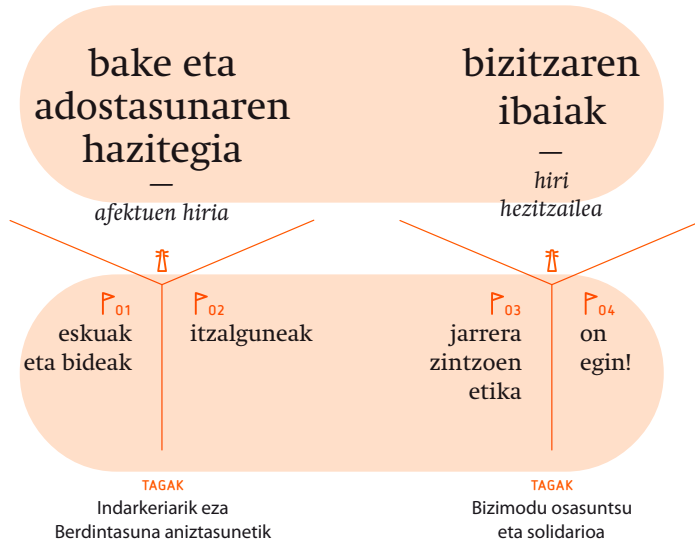 bake eta
adostasunaren
hazitegia
—
afektuen hiria
bizitzaren
ibaiak
—
hiri
hezitzailea
01
eskuak
eta bideak
02
itzalguneak
03
jarrera
zintzoen
etika
04
on
egin!
TAGAK
Indarkeriarik eza
Berdintasuna aniztasunetik
TAGAK
Bizimodu osasuntsu
eta solidarioa